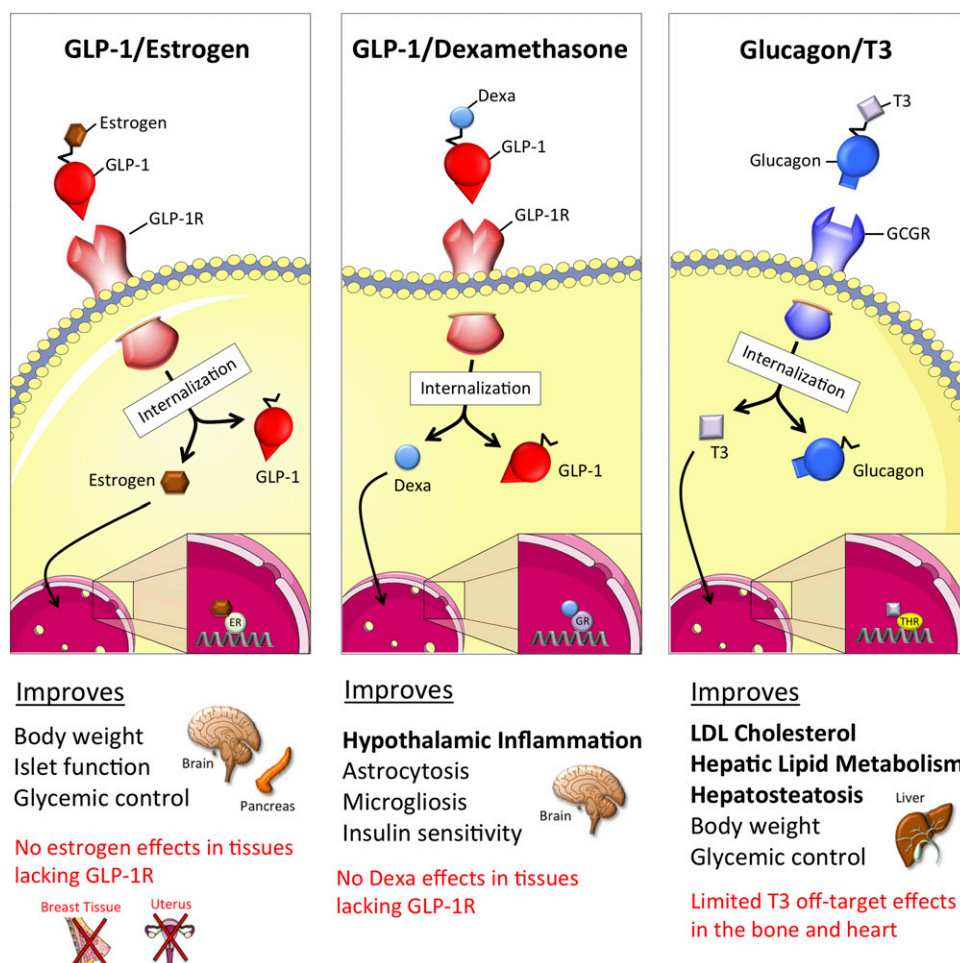 GLP-1/Estrogen
Estrogen
GLP-1
GLP-1R
Internalization
Estrogen
GLP-1
ER
Improves
Body weight
Islet function
Glycemic control
Brain
Pancreas
No estrogen effects in tissues
lacking GLP-1R
Breast Tissue
Uterus
GLP-1/Dexamethasone
Dexa
GLP-1
GLP-1R
Internalization
Dexa
GLP-1
GR
Improves
Hypothalamic Inflammation
Astrocytosis
Microgliosis
Insulin sensitivity
Brain
No Dexa effects in tissues
lacking GLP-1R
Glucagon/T3
T3
Glucagon
GCGR
Internalization
T3
Glucagon
THR
Improves
LDL Cholesterol
Hepatic Lipid Metabolism
Hepatosteatosis
Body weight
Glycemic control
Liver
Limited T3 off-target effects
in the bone and heart